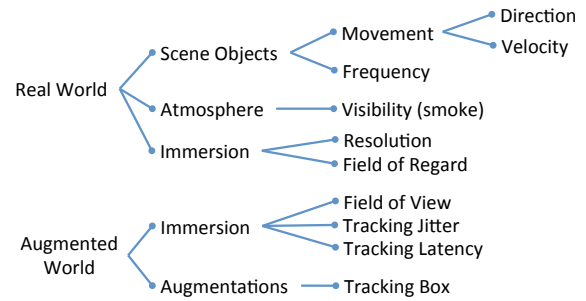 Real World
Scene Objects
Movement
Direction
Velocity
Frequency
Atmosphere
Visibility (smoke)
Immersion
Resolution
Field of Regard
Augmented
World
Immersion
Field of View
Tracking Jitter
Tracking Latency
Augmentations
Tracking Box